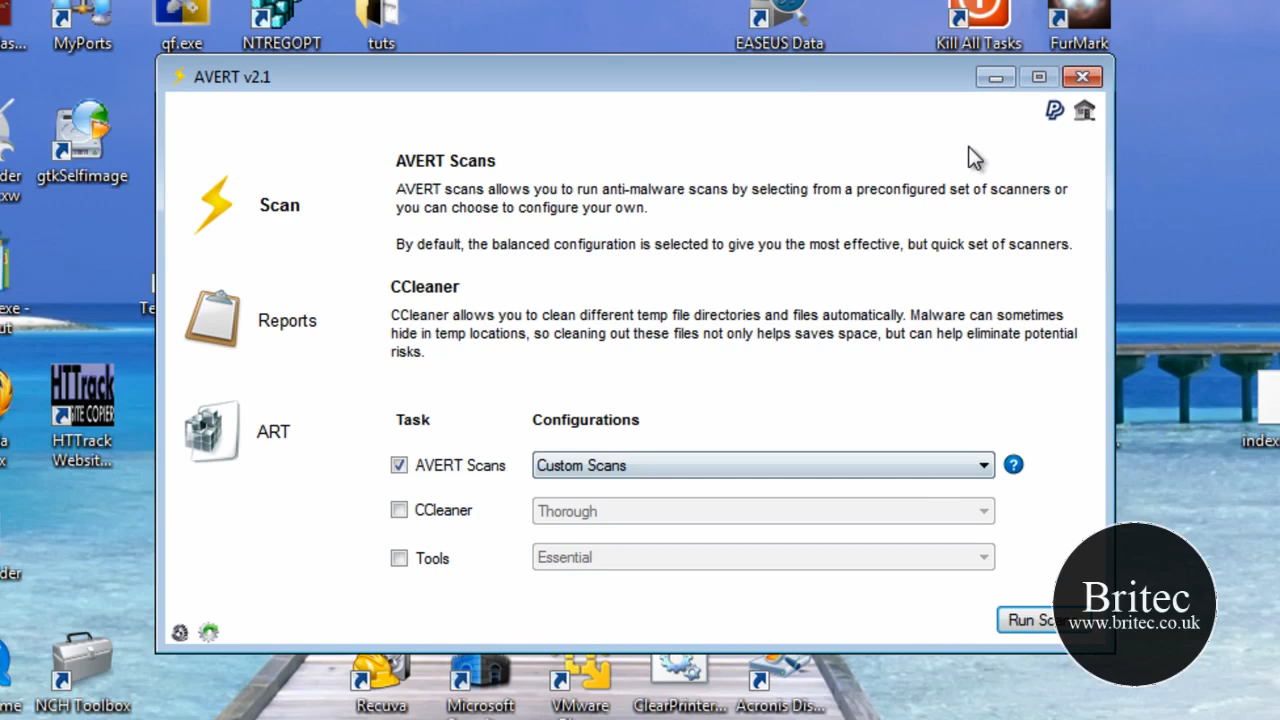 as...
MyPorts
qf.exe
NTREGOPT
tuts
EASEUS Data
Kill All Tasks
FurMark
AVERT v2.1
gtkSelfimage
der
xw
AVERT Scans
AVERT scans allows you to run anti-malware scans by selecting from a preconfigured set of scanners or
you can choose to configure your own.
By default, the balanced configuration is selected to give you the most effective, but quick set of scanners.
Scan
CCleaner
CCleaner allows you to clean different temp file directories and files automatically. Malware can sometimes
hide in temp locations, so cleaning out these files not only helps saves space, but can help eliminate potential
risks.
Reports
.exe -
ut
Te
HTTrack
SITE COPIER
HTTrack
Websit...
a
x
index
ART
Task
Configurations
AVERT Scans
Custom Scans
?
CCleaner
Thorough
Tools
Essential
der
Run Sc
Britec
www.britec.co.uk
me
NCH Toolbox
Recuva
Microsoft
VMware
ClearPrinter...
Acronis Dis...